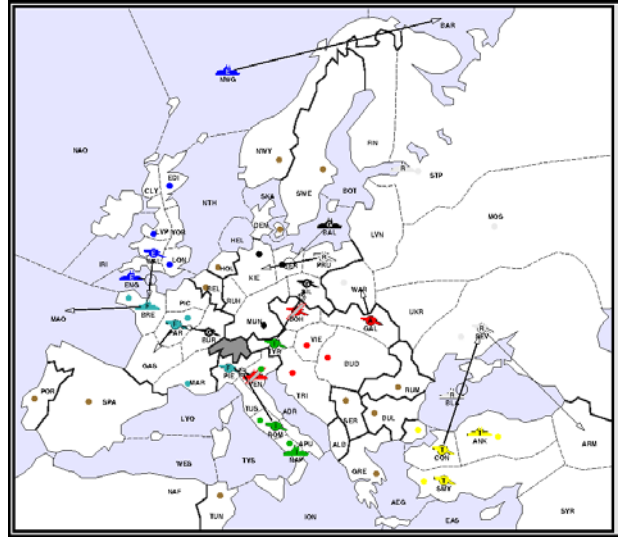 BAR
NWG
NAO
NWY
FIN
SWE
STP
EDI
CLY
SKA
BOT
MOS
NTH
DEN
LVP
YOR
HEL
BAL
LVN
IRI
LON
HOL
KIE
PRU
ENG
BEL
RUH
WAR
UKR
MAO
BRE
PIC
BOH
GAL
SEV
MUN
BUR
VIE
GAS
TYR
BUD
PIE
VEN
MAR
TRI
RUM
POR
SPA
TUS
ADR
SER
BUL
BLA
LYO
ROM
APU
ALB
CON
ANK
ARM
WES
TYS
NAP
GRE
SMY
NAF
SYR
TUN
ION
AEG
EAS